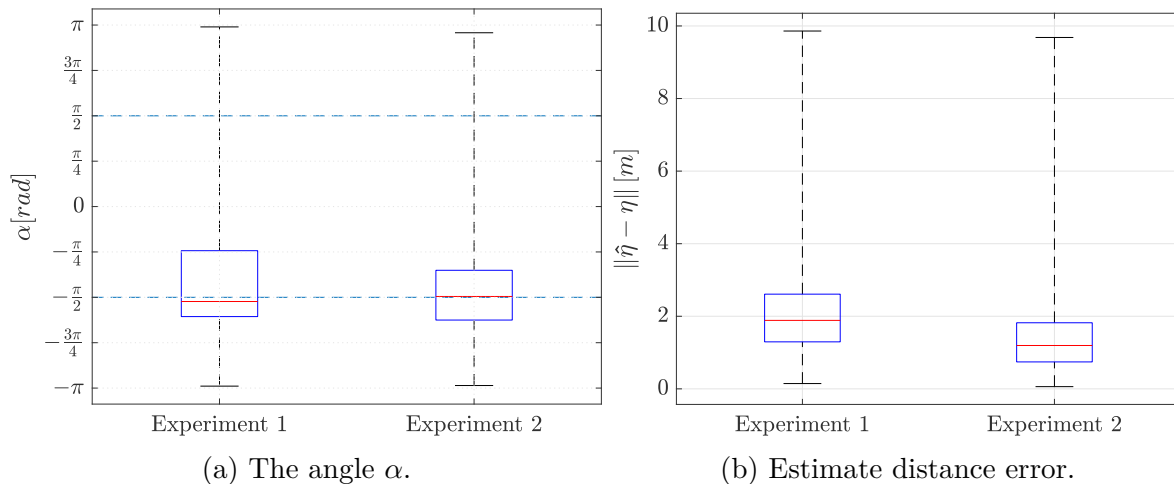 π
3π/4
π/2
π/4
0
−π/4
−π/2
−3π/4
−π
α[rad]
Experiment 1 Experiment 2
(a) The angle α.
10
8
6
4
2
0
||η̂ − η|| [m]
Experiment 1 Experiment 2
(b) Estimate distance error.